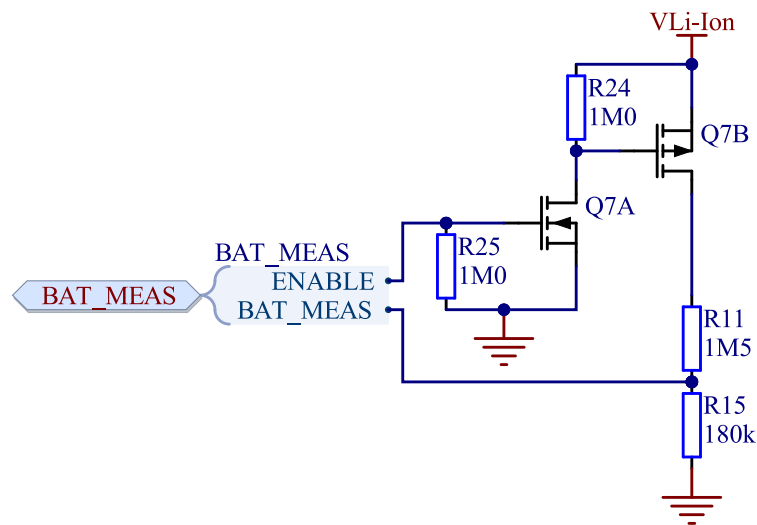 VLi-Ion
R24
1M0
Q7B
Q7A
BAT_MEAS
R25
1M0
ENABLE
BAT_MEAS
BAT_MEAS
R11
1M5
R15
180k